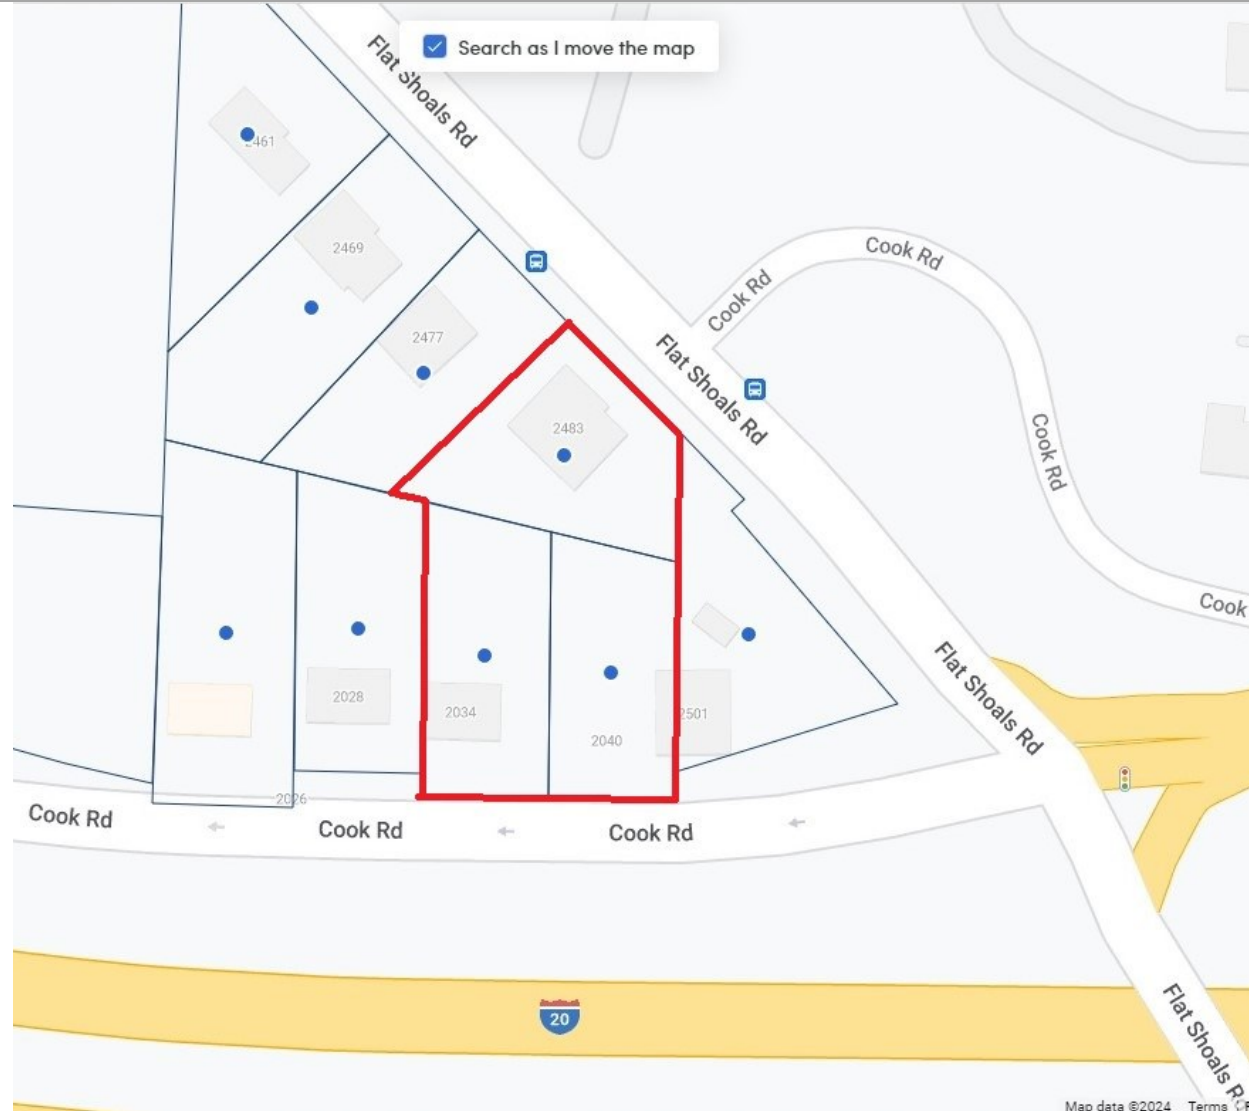 Search as I move the map
Flat Shoals Rd
2461
2469
Cook Rd
Cook Rd
2477
Flat Shoals Rd
2483
Cook Rd
Cook
Flat Shoals Rd
2028
2034
2501
2040
2026
Cook Rd
Cook Rd
Cook Rd
20
Flat Shoals Rd
Map data ©2024 Terms